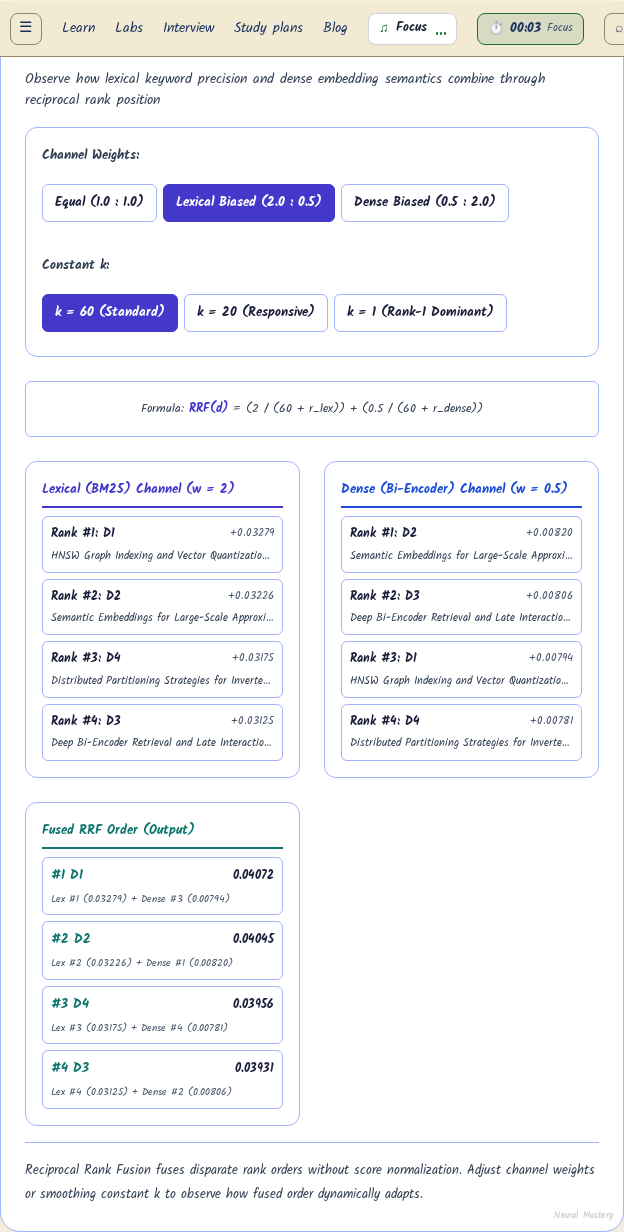 ☰ Learn Labs Interview Study plans Blog ♫ Focus ... ⏱️ 00:03 Focus
Observe how lexical keyword precision and dense embedding semantics combine through
reciprocal rank position
Channel Weights:
Equal (1.0 : 1.0) Lexical Biased (2.0 : 0.5) Dense Biased (0.5 : 2.0)
Constant k:
k = 60 (Standard) k = 20 (Responsive) k = 1 (Rank-1 Dominant)
Formula: RRF(d) = (2 / (60 + r_lex)) + (0.5 / (60 + r_dense))
Lexical (BM25) Channel (w = 2)
Rank #1: D1 +0.03279
HNSW Graph Indexing and Vector Quantizatio...
Rank #2: D2 +0.03226
Semantic Embeddings for Large-Scale Approxi...
Rank #3: D4 +0.03175
Distributed Partitioning Strategies for Inverte...
Rank #4: D3 +0.03125
Deep Bi-Encoder Retrieval and Late Interactio...
Dense (Bi-Encoder) Channel (w = 0.5)
Rank #1: D2 +0.00820
Semantic Embeddings for Large-Scale Approxi...
Rank #2: D3 +0.00806
Deep Bi-Encoder Retrieval and Late Interactio...
Rank #3: D1 +0.00794
HNSW Graph Indexing and Vector Quantizatio...
Rank #4: D4 +0.00781
Distributed Partitioning Strategies for Inverte...
Fused RRF Order (Output)
#1 D1 0.04072
Lex #1 (0.03279) + Dense #3 (0.00794)
#2 D2 0.04045
Lex #2 (0.03226) + Dense #1 (0.00820)
#3 D4 0.03956
Lex #3 (0.03175) + Dense #4 (0.00781)
#4 D3 0.03931
Lex #4 (0.03125) + Dense #2 (0.00806)
Reciprocal Rank Fusion fuses disparate rank orders without score normalization. Adjust channel weights
or smoothing constant k to observe how fused order dynamically adapts.
Neural Mastery